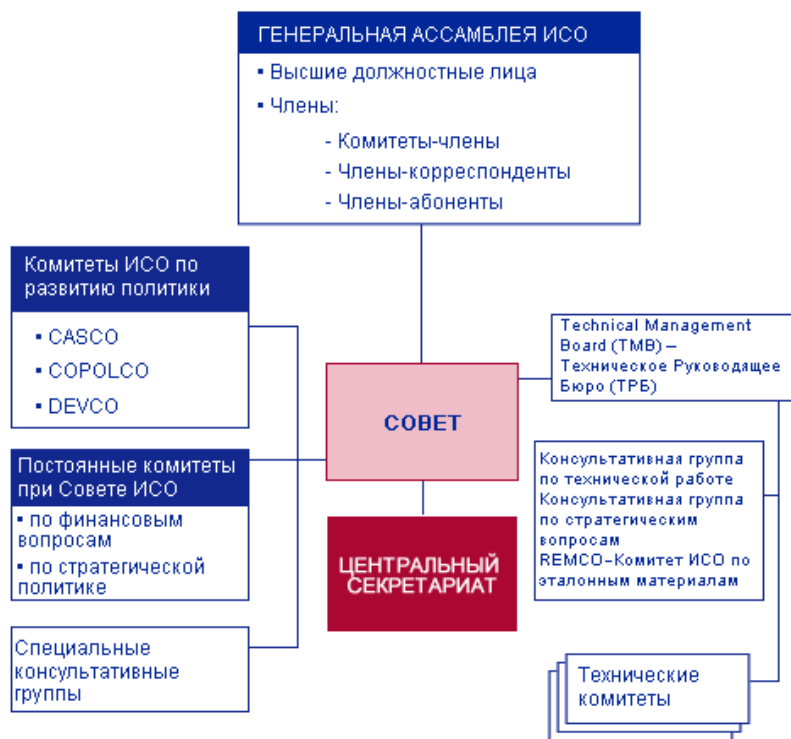 ГЕНЕРАЛЬНАЯ АССАМБЛЕЯ ИСО
▪ Высшие должностные лица
▪ Члены:
- Комитеты-члены
- Члены-корреспонденты
- Члены-абоненты
Комитеты ИСО по
развитию политики
▪ CASCO
▪ COPOLCO
▪ DEVCO
Постоянные комитеты
при Совете ИСО
▪ по финансовым
вопросам
▪ по стратегической
политике
Специальные
консультативные
группы
СОВЕТ
ЦЕНТРАЛЬНЫЙ
СЕКРЕТАРИАТ
Technical Management
Board (TMB) –
Техническое Руководящее
Бюро (ТРБ)
Консультативная группа
по технической работе
Консультативная группа
по стратегическим
вопросам
REMCO–Комитет ИСО по
эталонным материалам
Технические
комитеты